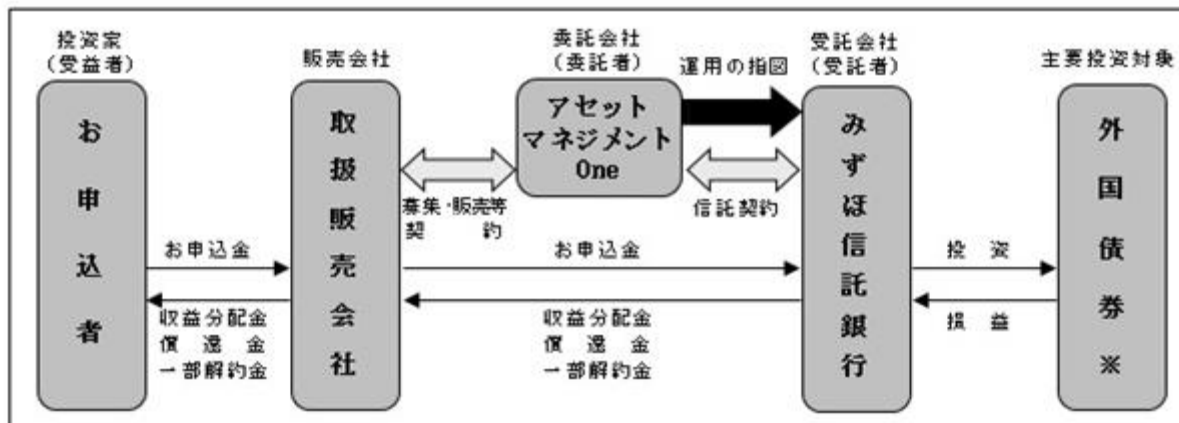 投資家
（受益者）
お申込者
販売会社
取扱販売会社
委託会社
（委託者）
アセット
マネジメント
One
運用の指図
受託会社
（受託者）
みずほ信託銀行
主要投資対象
外国債券※
募集・販売等
契約
信託契約
お申込金
収益分配金
償還金
一部解約金
お申込金
収益分配金
償還金
一部解約金
投資
損益